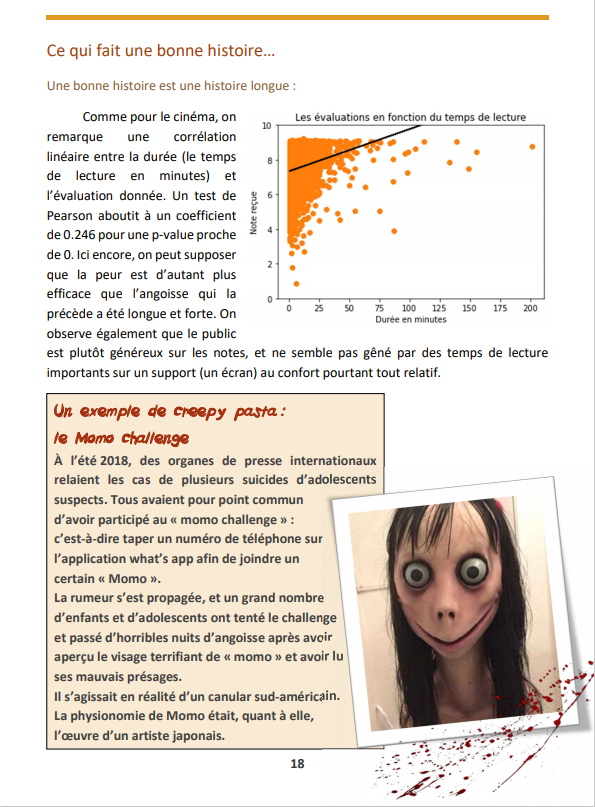 Ce qui fait une bonne histoire…
Une bonne histoire est une histoire longue :
Comme pour le cinéma, on
remarque une corrélation
linéaire entre la durée (le temps
de lecture en minutes) et
l’évaluation donnée. Un test de
Pearson aboutit à un coefficient
de 0.246 pour une p-value proche
de 0. Ici encore, on peut supposer
que la peur est d’autant plus
efficace que l’angoisse qui la
précède a été longue et forte. On
observe également que le public
est plutôt généreux sur les notes, et ne semble pas gêné par des temps de lecture
importants sur un support (un écran) au confort pourtant tout relatif.
Les évaluations en fonction du temps de lecture
Note reçue
10
8
6
4
2
0
0 25 50 75 100 125 150 175 200
Durée en minutes
Un exemple de creepy pasta :
le Momo challenge
À l’été 2018, des organes de presse internationaux
relaient les cas de plusieurs suicides d’adolescents
suspects. Tous avaient pour point commun
d’avoir participé au « momo challenge » :
c’est-à-dire taper un numéro de téléphone sur
l’application what’s app afin de joindre un
certain « Momo ».
La rumeur s’est propagée, et un grand nombre
d’enfants et d’adolescents ont tenté le challenge
et passé d’horribles nuits d’angoisse après avoir
aperçu le visage terrifiant de « momo » et avoir lu
ses mauvais présages.
Il s’agissait en réalité d’un canular sud-américain.
La physionomie de Momo était, quant à elle,
l’œuvre d’un artiste japonais.
18